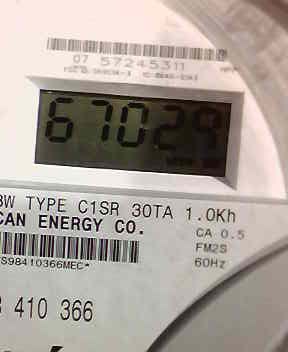 07 57245311
67029
3W TYPE C1SR 30TA 1.0Kh
CAN ENERGY CO.
CA 0.5
FM2S
60Hz
S98410366MEC*
410 366